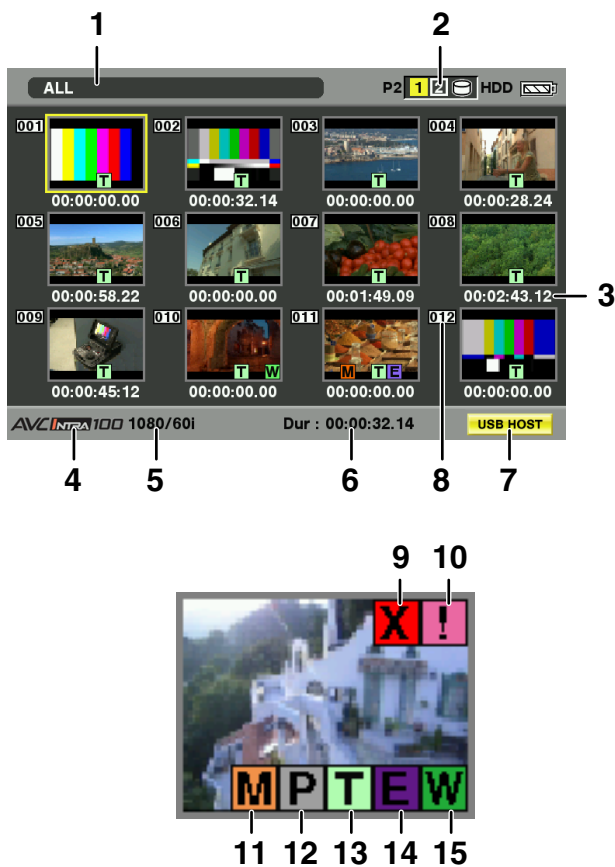 1 2
ALL P2 1 2 HDD
001 002 003 004
T T T T
00:00:00.00 00:00:32.14 00:00:00.00 00:00:28.24
005 006 007 008
T T T T
00:00:58.22 00:00:00.00 00:01:49.09 00:02:43.12 3
009 010 011 012
T T W M T E T
00:00:45:12 00:00:00.00 00:00:00.00 00:00:00.00
AVC INTRA 100 1080/60i Dur : 00:00:32.14 USB HOST
4 5 6 8 7
9 10
X !
M P T E W
11 12 13 14 15